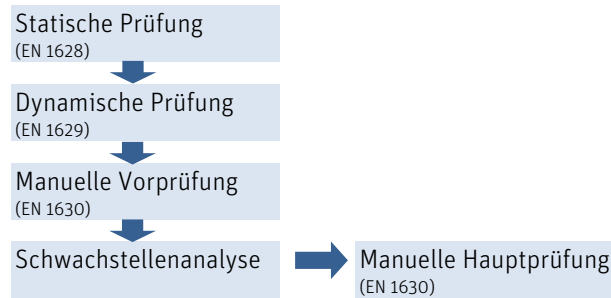 Statische Prüfung
(EN 1628)
Dynamische Prüfung
(EN 1629)
Manuelle Vorprüfung
(EN 1630)
Schwachstellenanalyse
Manuelle Hauptprüfung
(EN 1630)